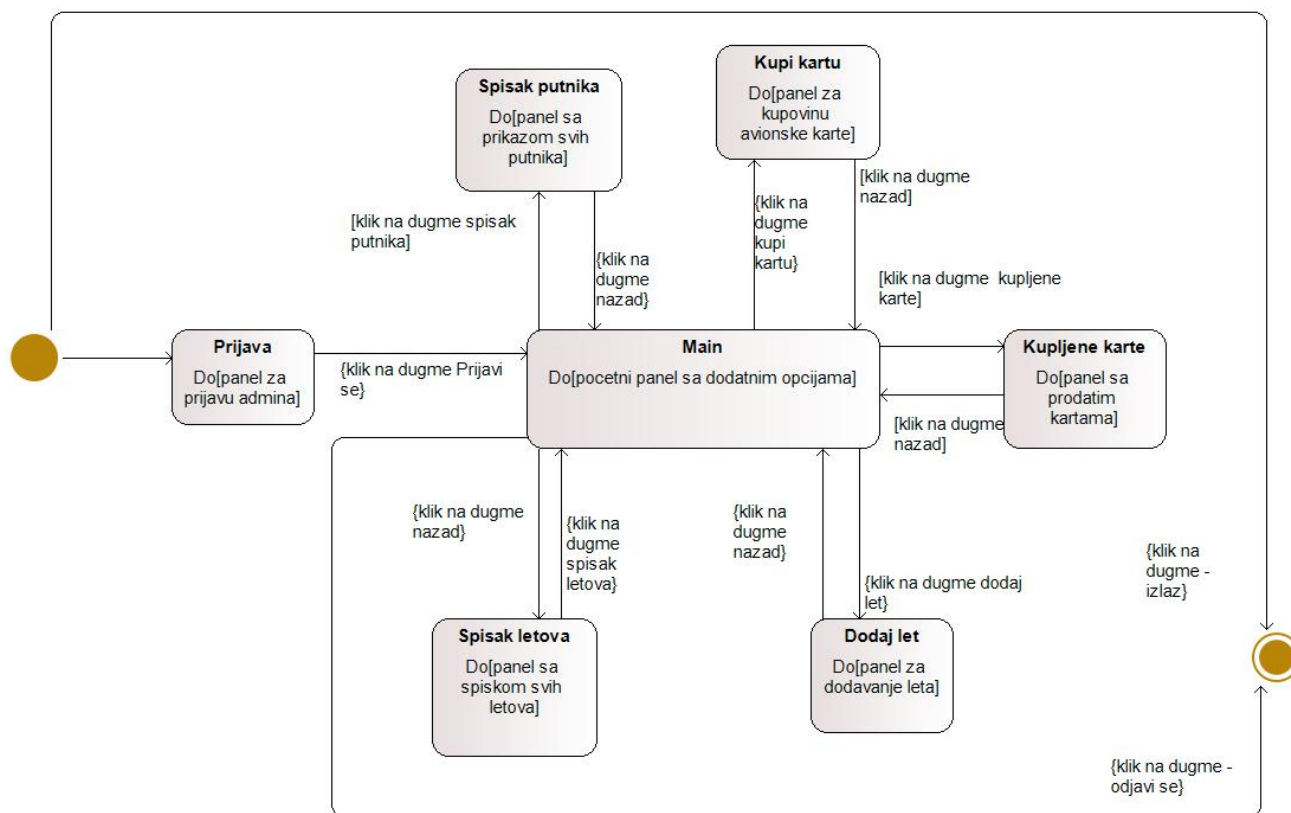 Spisak putnika
Do[panel sa
prikazom svih
putnika]
Kupi kartu
Do[panel za
kupovinu
avionske karte]
[klik na dugme spisak
putnika]
{klik na
dugme
nazad}
{klik na
dugme
kupi
kartu}
[klik na dugme
nazad]
[klik na dugme  kupljene
karte]
Prijava
Do[panel za
prijavu admina]
{klik na dugme Prijavi
se}
Main
Do[pocetni panel sa dodatnim opcijama]
Kupljene karte
Do[panel sa
prodatim
kartama]
[klik na dugme
nazad]
{klik na dugme
nazad}
{klik na
dugme
spisak
letova}
{klik na
dugme
nazad}
{klik na dugme dodaj
let}
{klik na
dugme -
izlaz}
Spisak letova
Do[panel sa
spiskom svih
letova]
Dodaj let
Do[panel za
dodavanje leta]
{klik na dugme -
odjavi se}